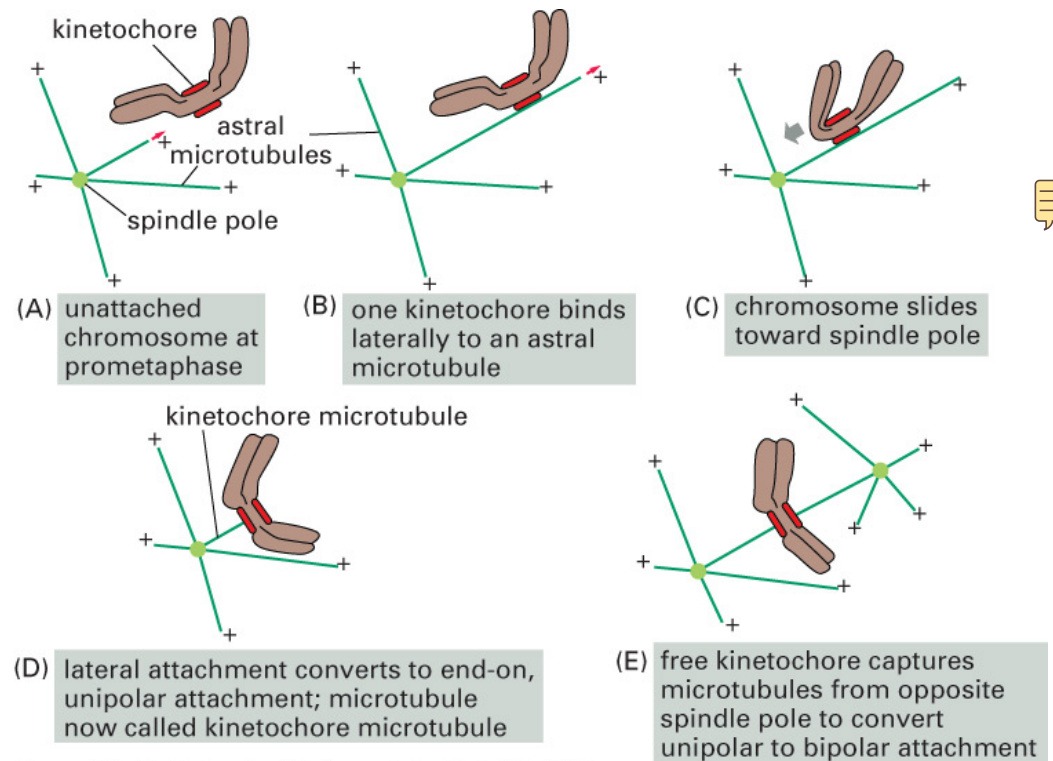 kinetochore
+
+
+
+
+
astral
microtubules
spindle pole
(A) unattached
chromosome at
prometaphase
+
+
+
+
+
(B) one kinetochore binds
laterally to an astral
microtubule
+
+
+
+
+
(C) chromosome slides
toward spindle pole
kinetochore microtubule
+
+
+
+
(D) lateral attachment converts to end-on,
unipolar attachment; microtubule
now called kinetochore microtubule
+
+
+
+
+
+
+
+
(E) free kinetochore captures
microtubules from opposite
spindle pole to convert
unipolar to bipolar attachment